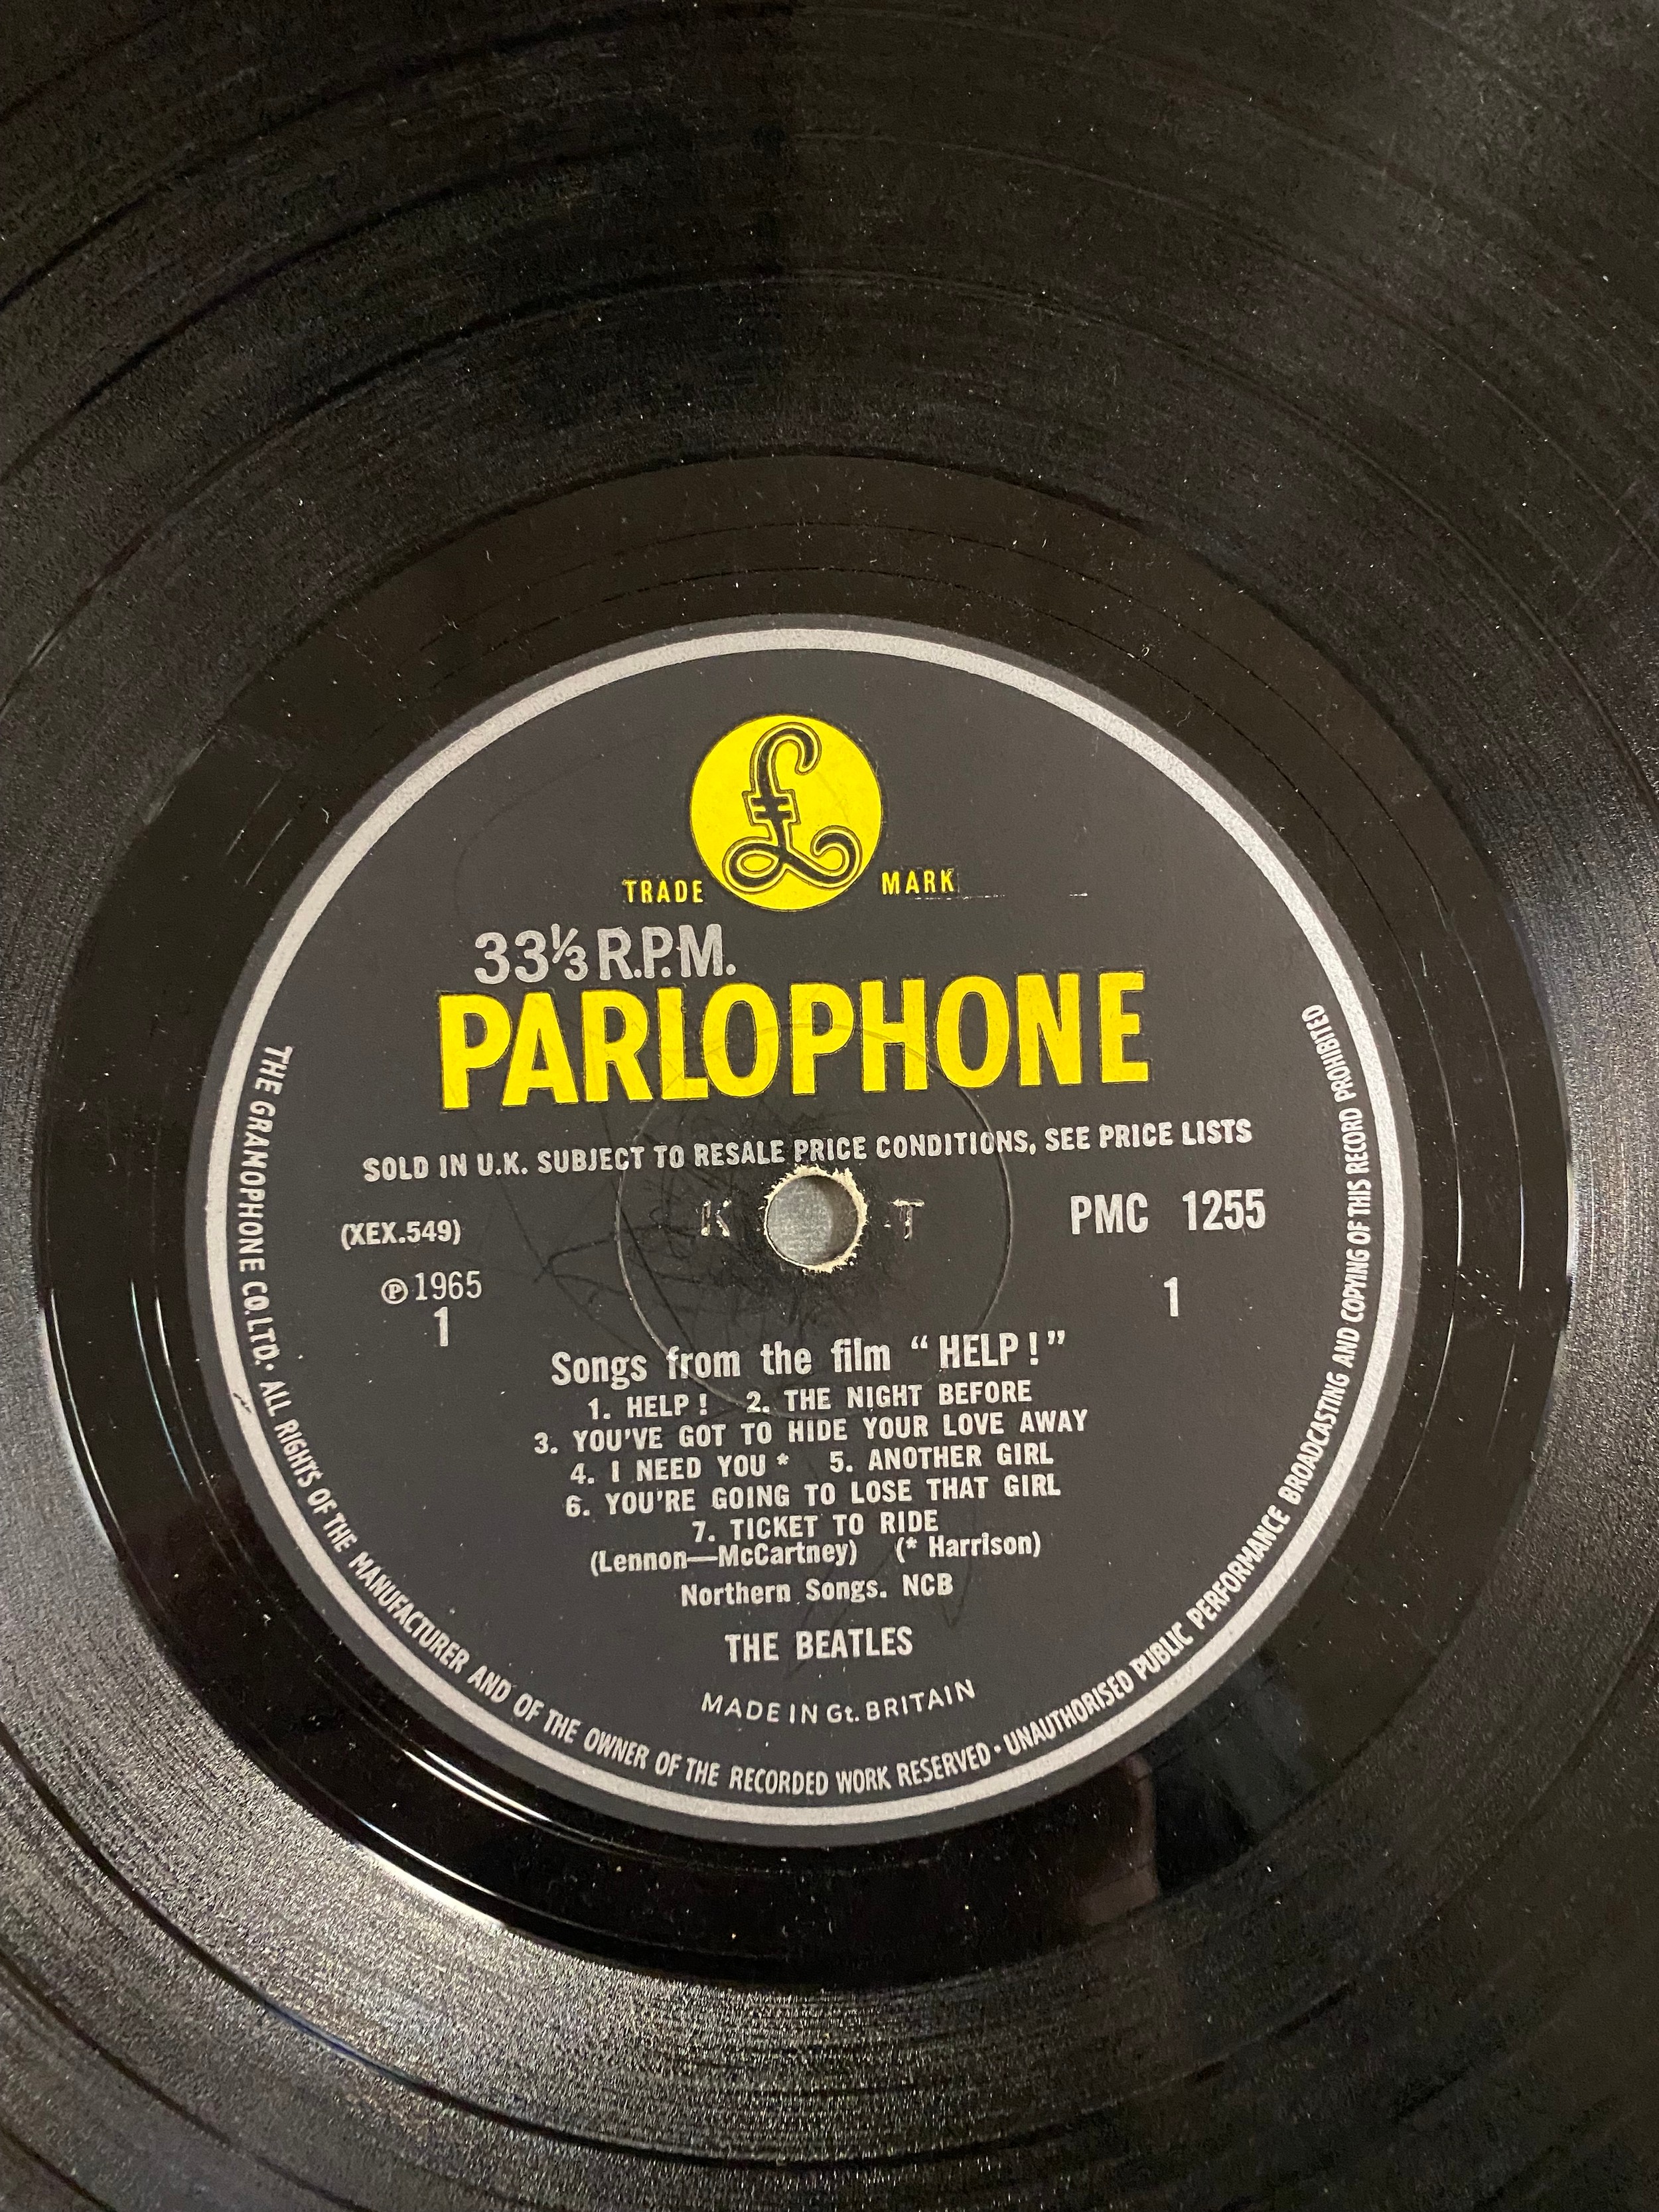 £
TRADE MARK
33⅓ R.P.M.
PARLOPHONE
SOLD IN U.K. SUBJECT TO RESALE PRICE CONDITIONS, SEE PRICE LISTS
K T
(XEX.549) PMC 1255
℗ 1965
1 1
Songs from the film “HELP!”
1. HELP! 2. THE NIGHT BEFORE
3. YOU'VE GOT TO HIDE YOUR LOVE AWAY
4. I NEED YOU * 5. ANOTHER GIRL
6. YOU'RE GOING TO LOSE THAT GIRL
7. TICKET TO RIDE
(Lennon—McCartney) (* Harrison)
Northern Songs. NCB
THE BEATLES
MADE IN Gt. BRITAIN
THE GRAMOPHONE CO. LTD. • ALL RIGHTS OF THE MANUFACTURER AND OF THE OWNER OF THE RECORDED WORK RESERVED • UNAUTHORISED PUBLIC PERFORMANCE BROADCASTING AND COPYING OF THIS RECORD PROHIBITED